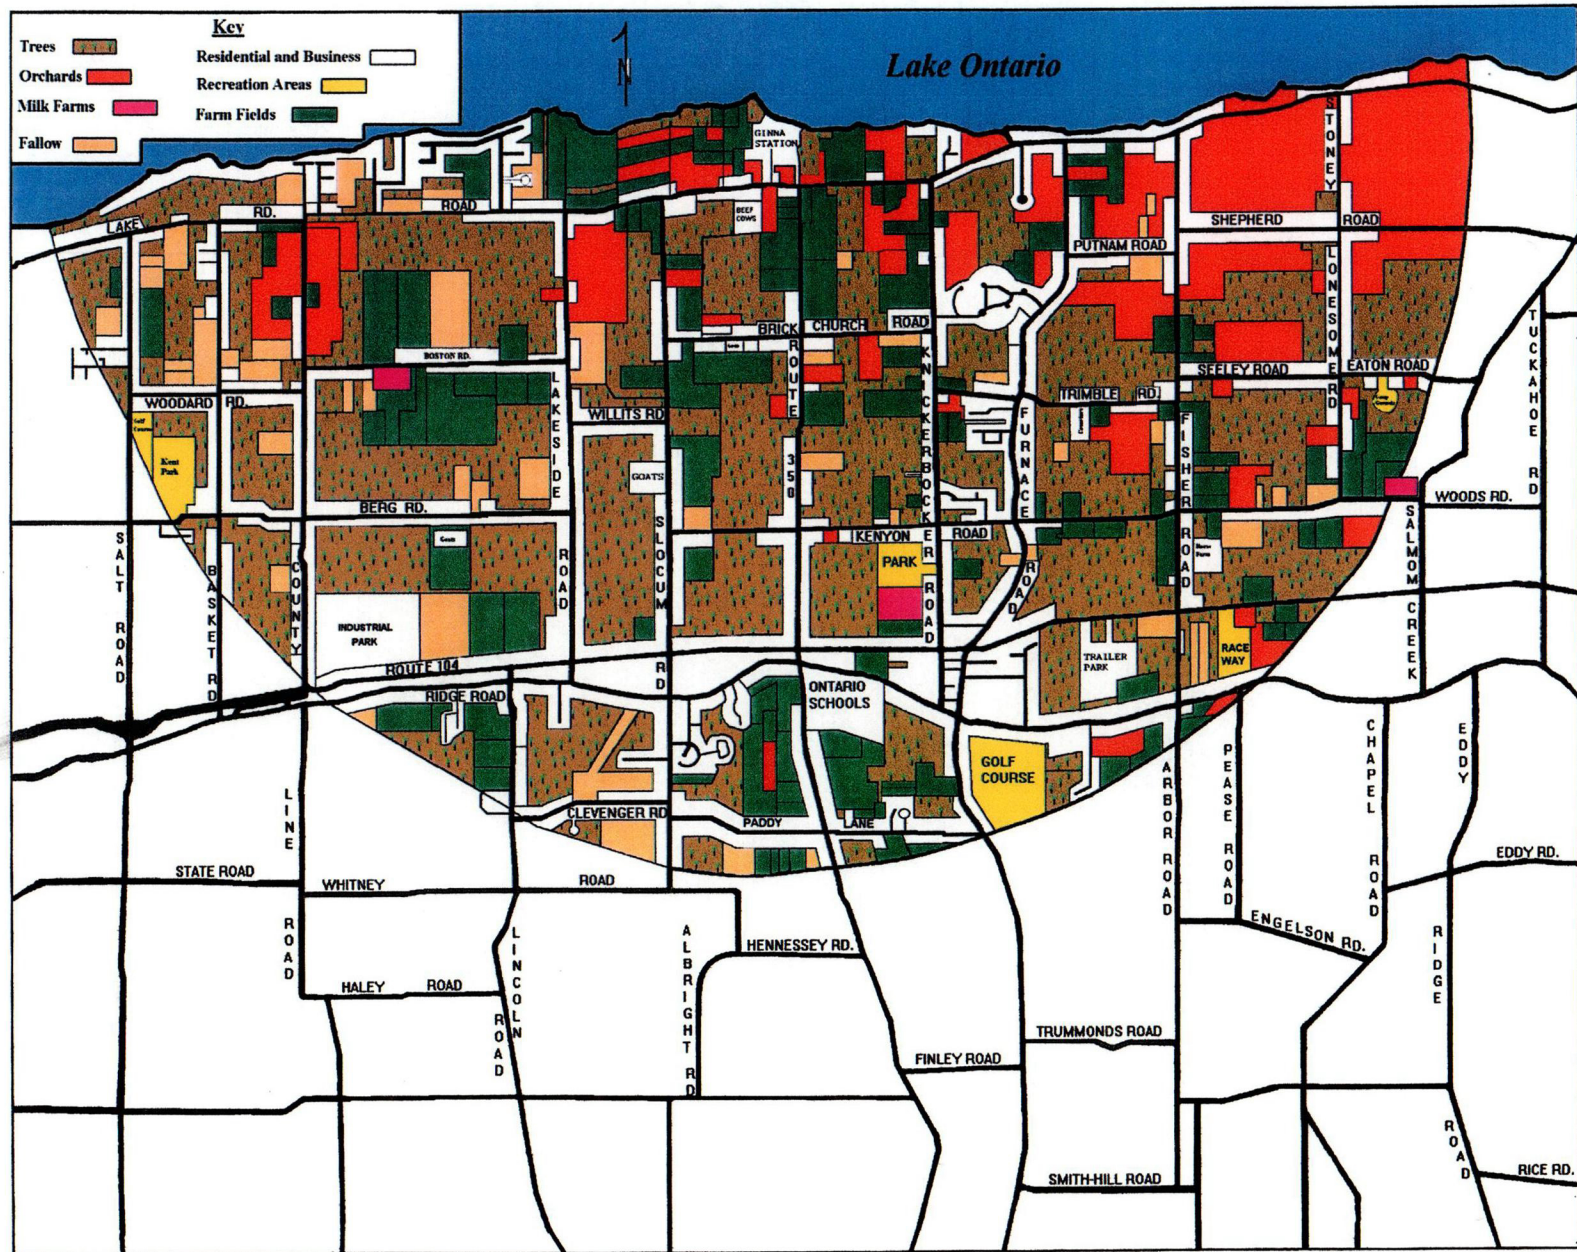 Key
Trees
Orchards
Milk Farms
Fallow
Residential and Business
Recreation Areas
Farm Fields
N
Lake Ontario
GINNA
STATION
STONEY
LAKE
RD.
ROAD
BEEF
COWS
SHEPHERD
ROAD
PUTNAM ROAD
LONESOME RD
TUCKAHOE RD
BRICK
CHURCH
ROAD
BOSTON RD.
ROUTE
350
KNICKERBOCKER ROAD
SEELEY ROAD
EATON ROAD
WOODARD RD.
LAKESIDE
ROAD
WILLITS RD
TRIMBLE RD.
FURNACE
ROAD
FISHER
ROAD
Golf
Course
Kent
Park
GOATS
BERG RD.
SLOCUM
RD
WOODS RD.
SALT
ROAD
BASKET
RD
COUNTY
LINE
ROAD
Goats
KENYON
ROAD
PARK
Horse
Farm
SALMOM CREEK
INDUSTRIAL
PARK
ROUTE 104
TRAILER
PARK
RACE
WAY
RIDGE ROAD
ONTARIO
SCHOOLS
GOLF
COURSE
CLEVENGER RD
PADDY
LANE
ARBOR ROAD
PEASE ROAD
CHAPEL
ROAD
EDDY
RIDGE
ROAD
EDDY RD.
STATE ROAD
WHITNEY
ROAD
LINCOLN
ROAD
ALBRIGHT RD
HENNESSEY RD.
ENGELSON RD.
HALEY ROAD
TRUMMONDS ROAD
FINLEY ROAD
SMITH-HILL ROAD
RICE RD.